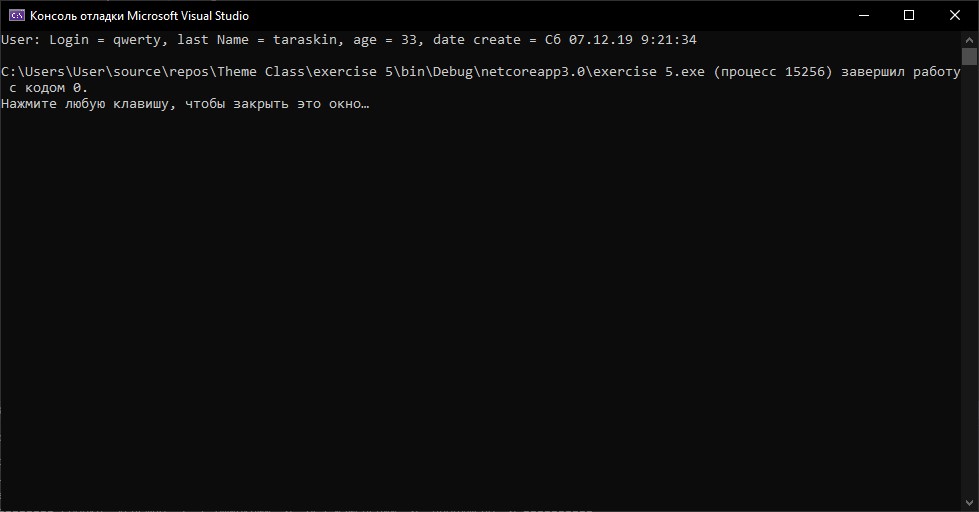 Консоль отладки Microsoft Visual Studio
User: Login = qwerty, last Name = taraskin, age = 33, date create = Сб 07.12.19 9:21:34
C:\Users\User\source\repos\Theme Class\exercise 5\bin\Debug\netcoreapp3.0\exercise 5.exe (процесс 15256) завершил работу
с кодом 0.
Нажмите любую клавишу, чтобы закрыть это окно…